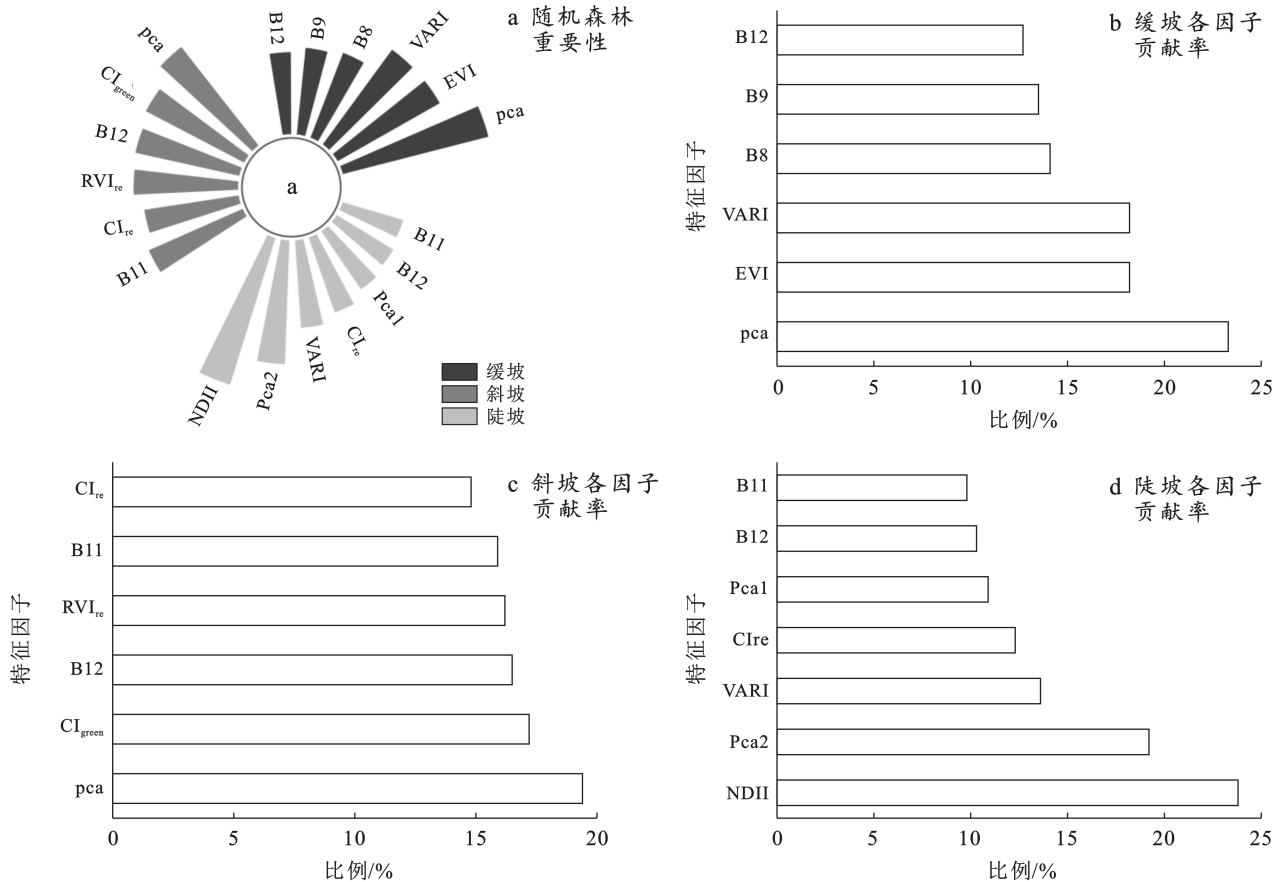 a 随机森林
重要性
B12
B9
B8
VARI
EVI
pca
pca
CIgreen
B12
RVIre
CIre
B11
a
B11
B12
Pca1
CIre
VARI
Pca2
NDII
缓坡
斜坡
陡坡
b 缓坡各因子
贡献率
特征因子
B12
B9
B8
VARI
EVI
pca
0 5 10 15 20 25
比例/%
c 斜坡各因子
贡献率
特征因子
CIre
B11
RVIre
B12
CIgreen
pca
0 5 10 15 20
比例/%
d 陡坡各因子
贡献率
特征因子
B11
B12
Pca1
CIre
VARI
Pca2
NDII
0 5 10 15 20 25
比例/%